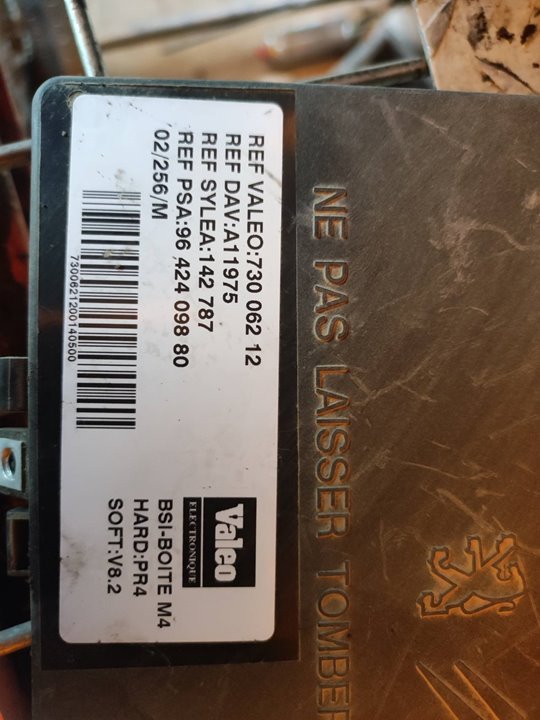 REF VALEO:730 062 12
REF DAV:A11975
REF SYLEA:142 787
REF PSA:96 424 098 80
02/256/M
7300621200140500
Valeo
ELECTRONIQUE
BSI-BOITE M4
HARD:PR4
SOFT:V8.2
NE PAS LAISSER TOMBER